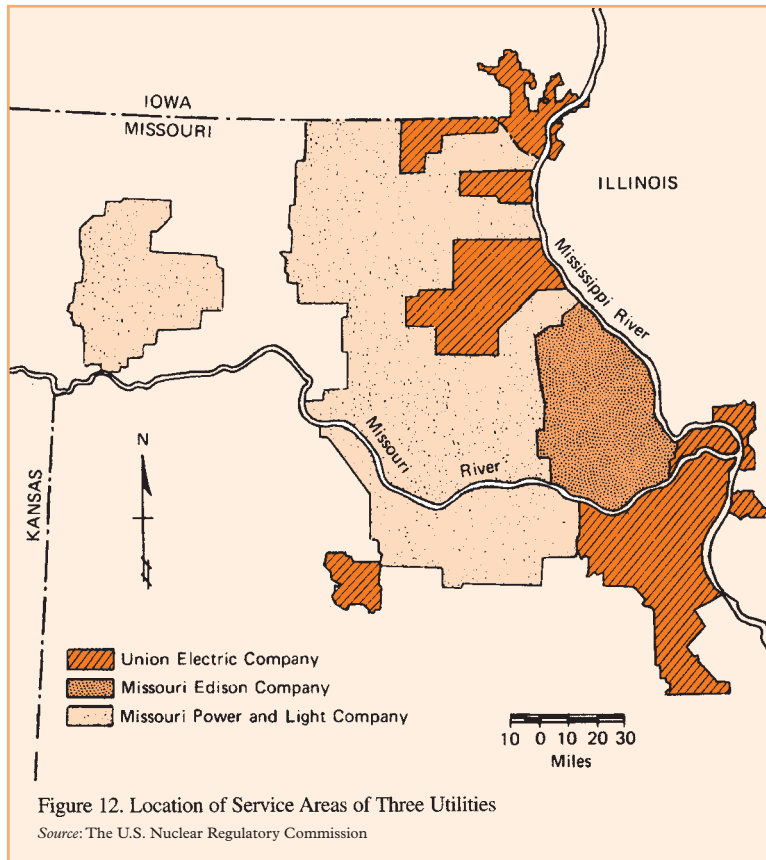 IOWA
MISSOURI
ILLINOIS
Mississippi River
Missouri River
KANSAS
N
Union Electric Company
Missouri Edison Company
Missouri Power and Light Company
10 0 10 20 30
Miles
Figure 12. Location of Service Areas of Three Utilities
Source: The U.S. Nuclear Regulatory Commission